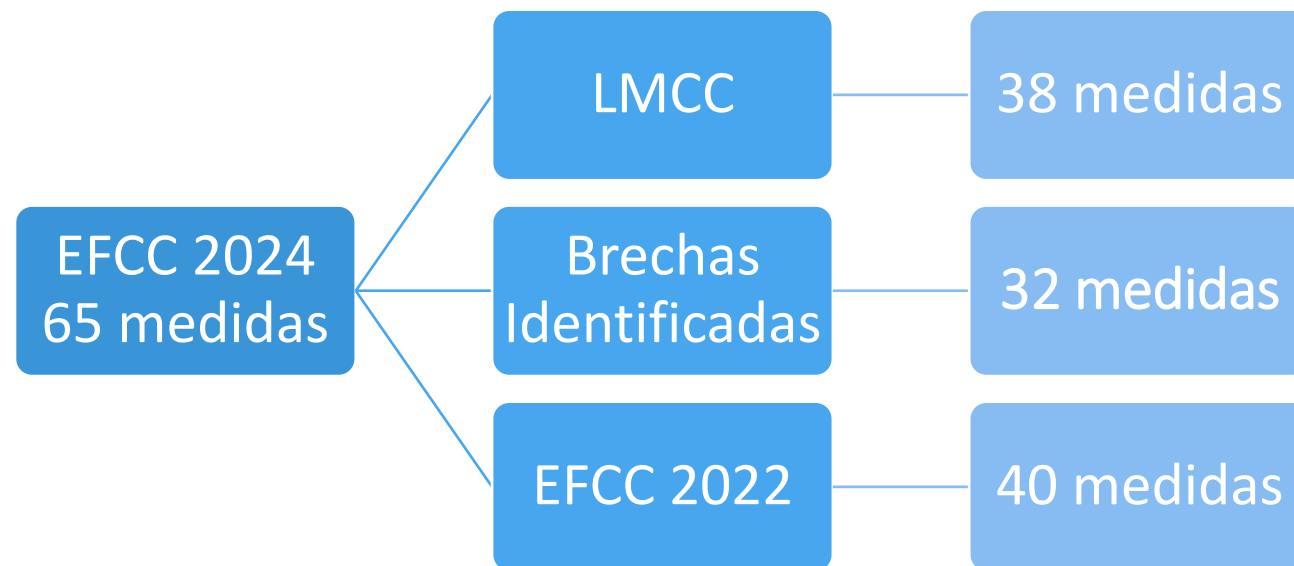 LMCC
38 medidas
EFCC 2024
65 medidas
Brechas
Identificadas
32 medidas
EFCC 2022
40 medidas